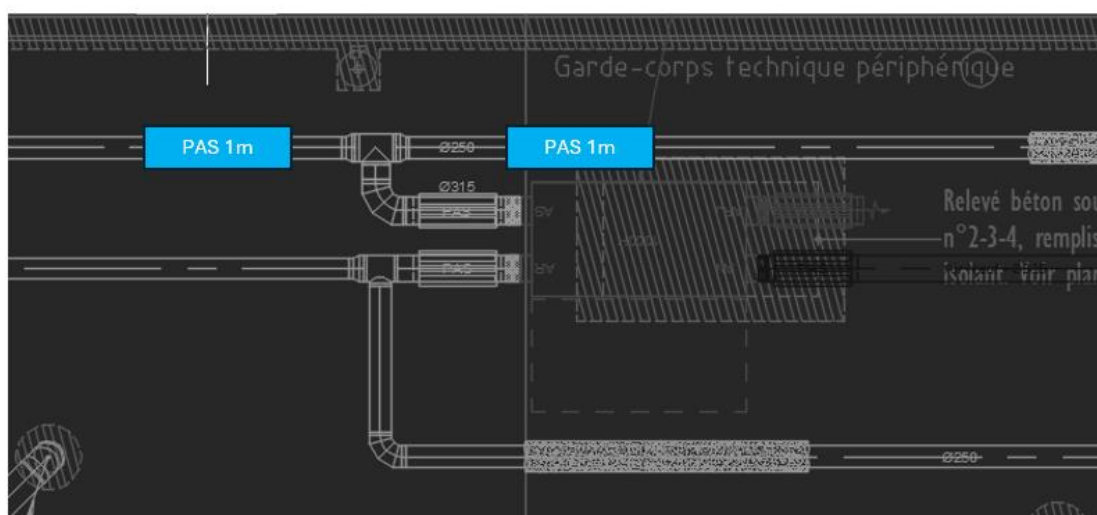 Garde-corps technique périphérique
PAS 1m
Ø250
PAS 1m
Ø315
PAS
AS
Relevé béton sou
n°2-3-4, remplis
PAS
AR
isolant. Voir plan
Ø250